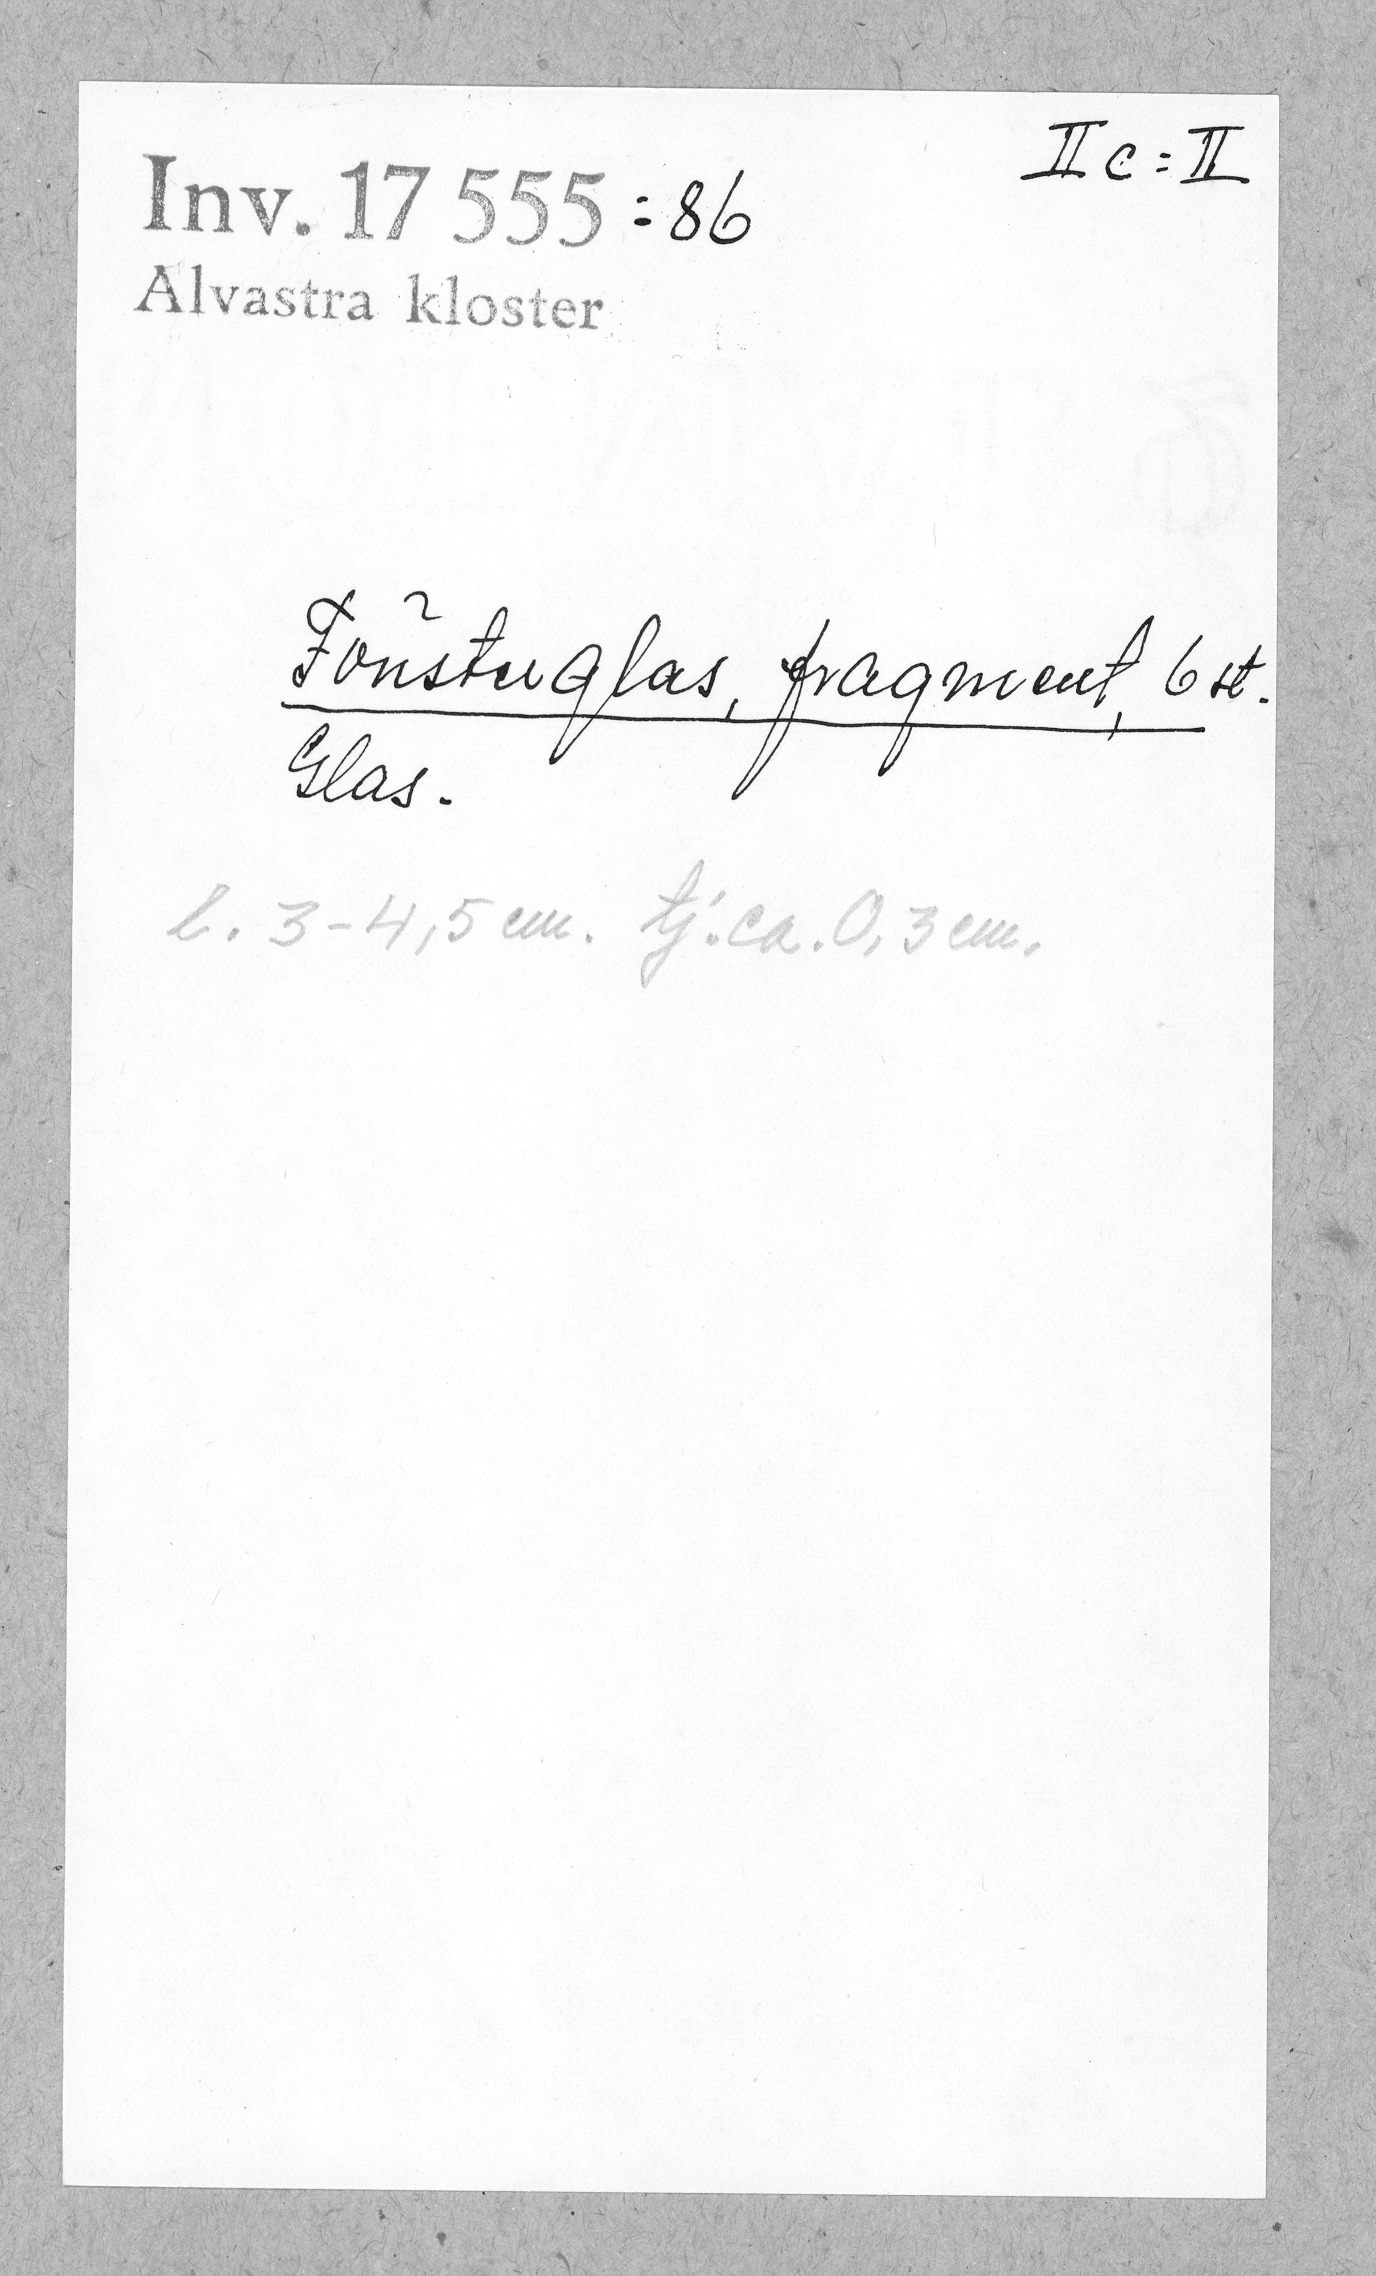 Inv. 17 555 :86
II c:II
Alvastra kloster
Fönsterglas, fragment, 6 st.
Glas.
l. 3-4,5 cm. tj. ca. 0,3 cm.